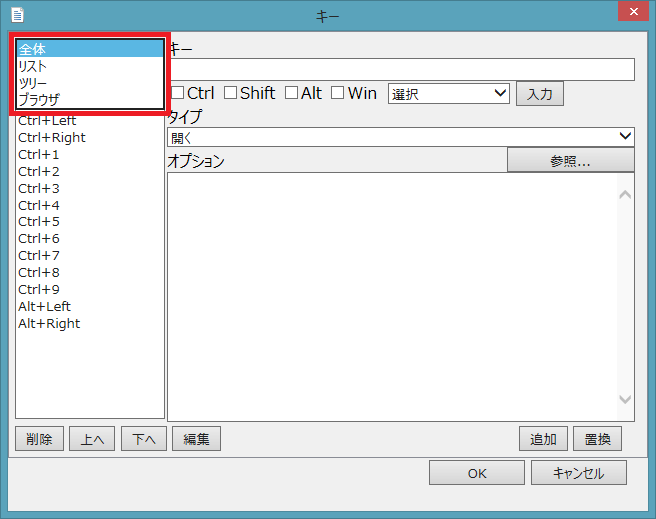 キー
全体
リスト
ツリー
ブラウザ
Ctrl+Left
Ctrl+Right
Ctrl+1
Ctrl+2
Ctrl+3
Ctrl+4
Ctrl+5
Ctrl+6
Ctrl+7
Ctrl+8
Ctrl+9
Alt+Left
Alt+Right
キー
Ctrl Shift Alt Win 選択 入力
タイプ
開く
オプション 参照...
削除 上へ 下へ 編集 追加 置換
OK キャンセル